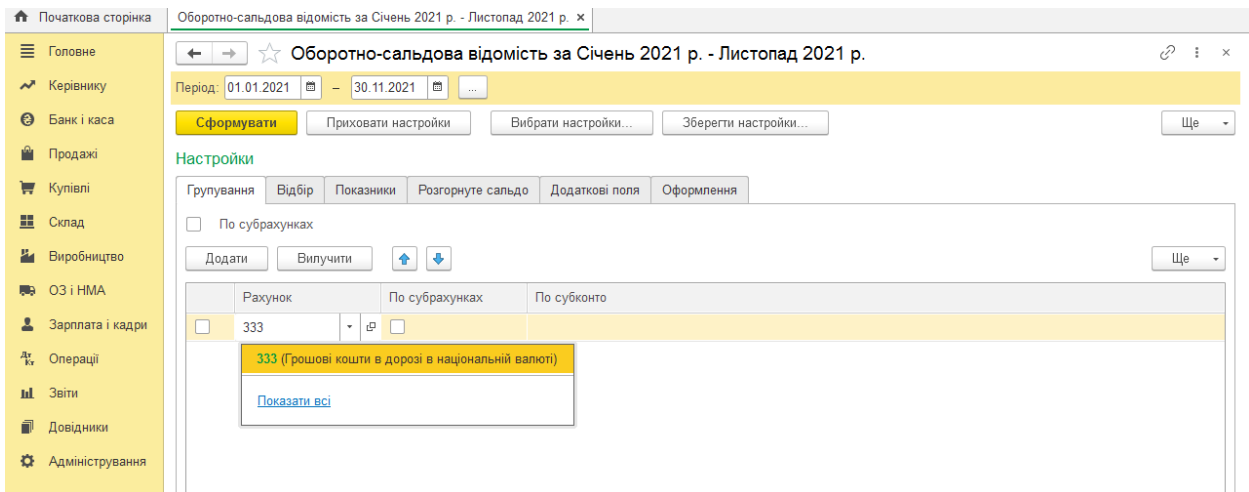 Початкова сторінка
Оборотно-сальдова відомість за Січень 2021 р. - Листопад 2021 р. ×
Головне
Керівнику
Банк і каса
Продажі
Купівлі
Склад
Виробництво
ОЗ і НМА
Зарплата і кадри
Операції
Звіти
Довідники
Адміністрування
Оборотно-сальдова відомість за Січень 2021 р. - Листопад 2021 р.
Період: 01.01.2021 – 30.11.2021 ...
Сформувати Приховати настройки Вибрати настройки... Зберегти настройки... Ще
Настройки
Групування Відбір Показники Розгорнуте сальдо Додаткові поля Оформлення
По субрахунках
Додати Вилучити Ще
Рахунок По субрахунках По субконто
333
333 (Грошові кошти в дорозі в національній валюті)
Показати всі